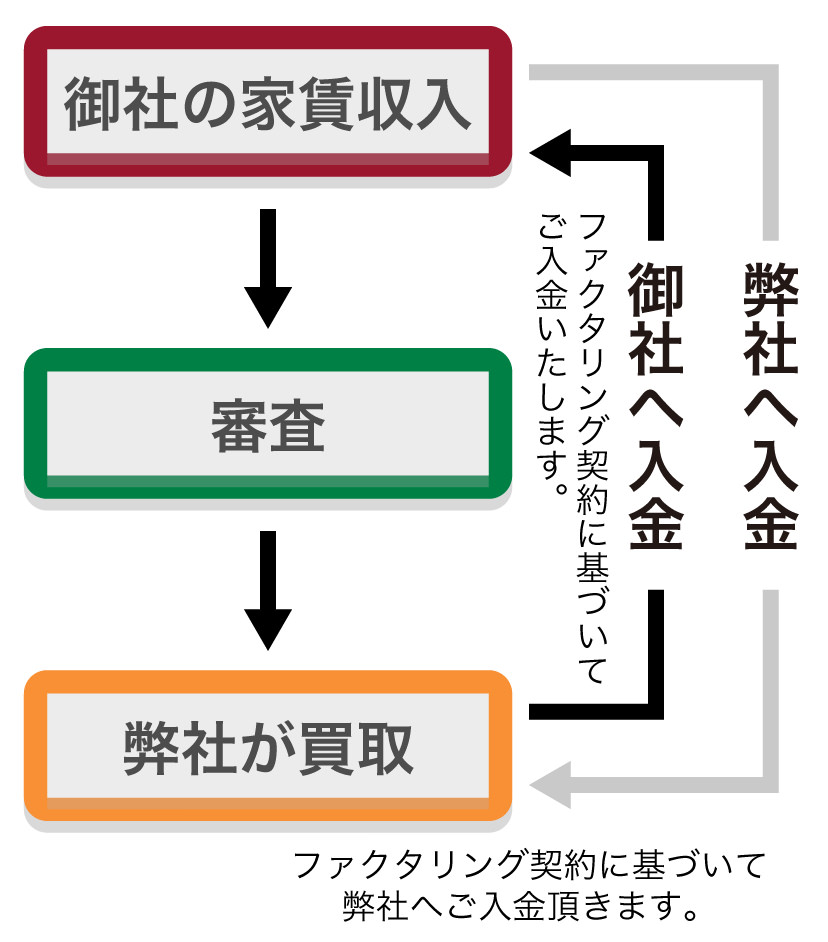 御社の家賃収入
審査
弊社が買取
ファクタリング契約に基づいて
ご入金いたします。
御社へ入金
弊社へ入金
ファクタリング契約に基づいて
弊社へご入金頂きます。